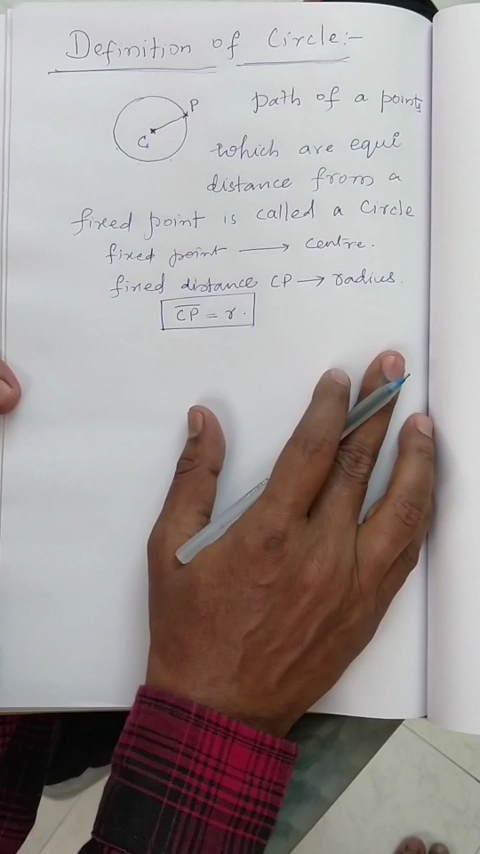 Definition of Circle:-
P
C
path of a points
which are equi
distance from a
fixed point is called a Circle
fixed point → centre.
fixed distance CP → radius.
C̅P̅ = r.